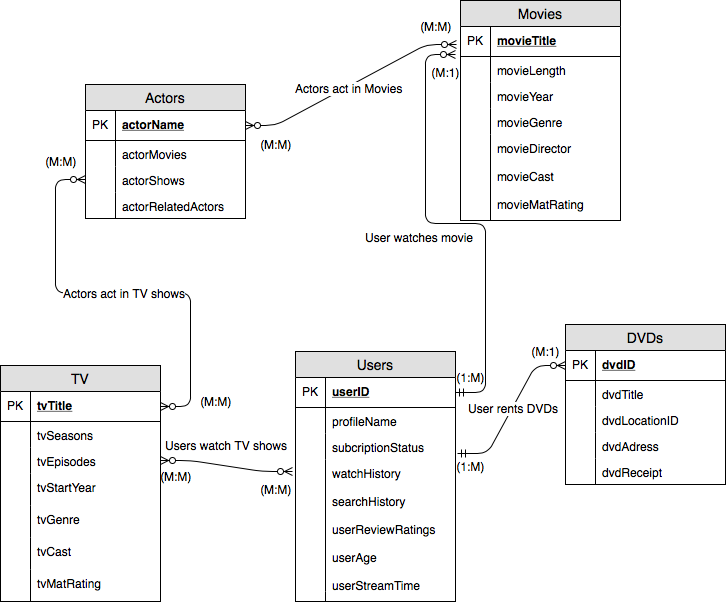 Movies
PK movieTitle
movieLength
movieYear
movieGenre
movieDirector
movieCast
movieMatRating
(M:M)
(M:1)
Actors act in Movies
Actors
PK actorName
actorMovies
actorShows
actorRelatedActors
(M:M)
(M:M)
User watches movie
Actors act in TV shows
DVDs
PK dvdID
dvdTitle
dvdLocationID
dvdAdress
dvdReceipt
(M:1)
Users
PK userID
profileName
subcriptionStatus
watchHistory
searchHistory
userReviewRatings
userAge
userStreamTime
(1:M)
User rents DVDs
(1:M)
TV
PK tvTitle
tvSeasons
tvEpisodes
tvStartYear
tvGenre
tvCast
tvMatRating
(M:M)
Users watch TV shows
(M:M)
(M:M)